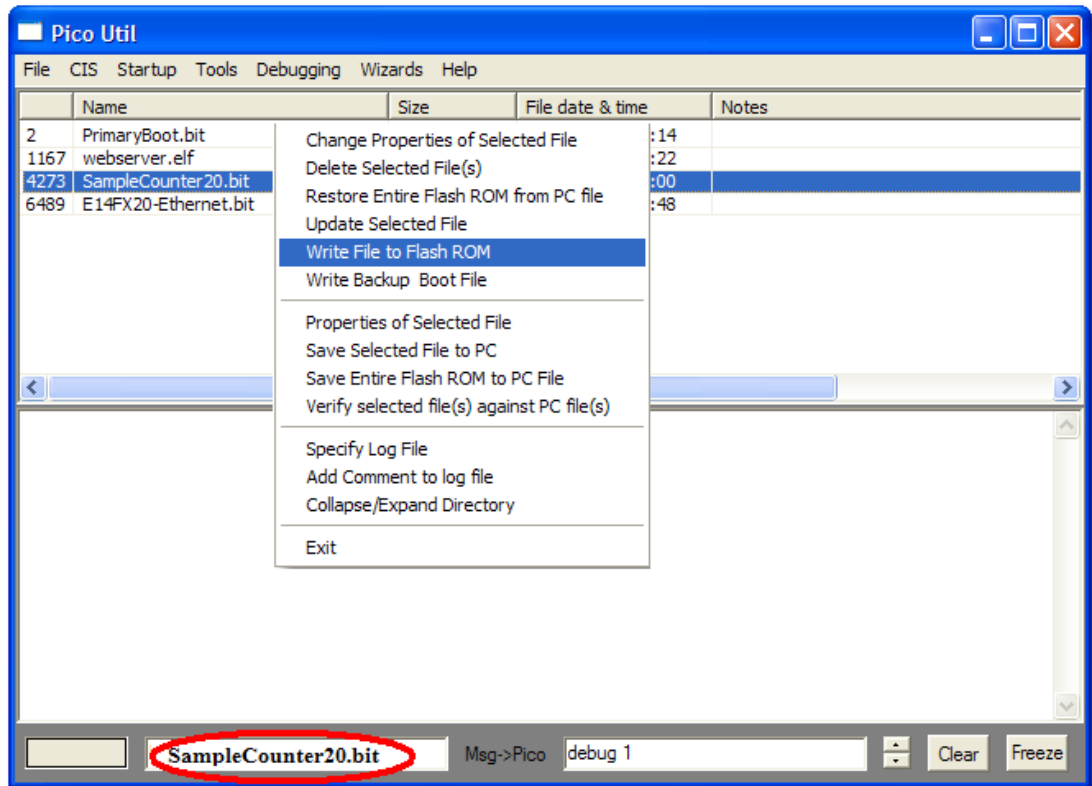 Pico Util
File CIS Startup Tools Debugging Wizards Help
Name Size File date & time Notes
2 PrimaryBoot.bit :14
1167 webserver.elf :22
4273 SampleCounter20.bit :00
6489 E14FX20-Ethernet.bit :48
Change Properties of Selected File
Delete Selected File(s)
Restore Entire Flash ROM from PC file
Update Selected File
Write File to Flash ROM
Write Backup Boot File
Properties of Selected File
Save Selected File to PC
Save Entire Flash ROM to PC File
Verify selected file(s) against PC file(s)
Specify Log File
Add Comment to log file
Collapse/Expand Directory
Exit
SampleCounter20.bit Msg->Pico debug 1 Clear Freeze